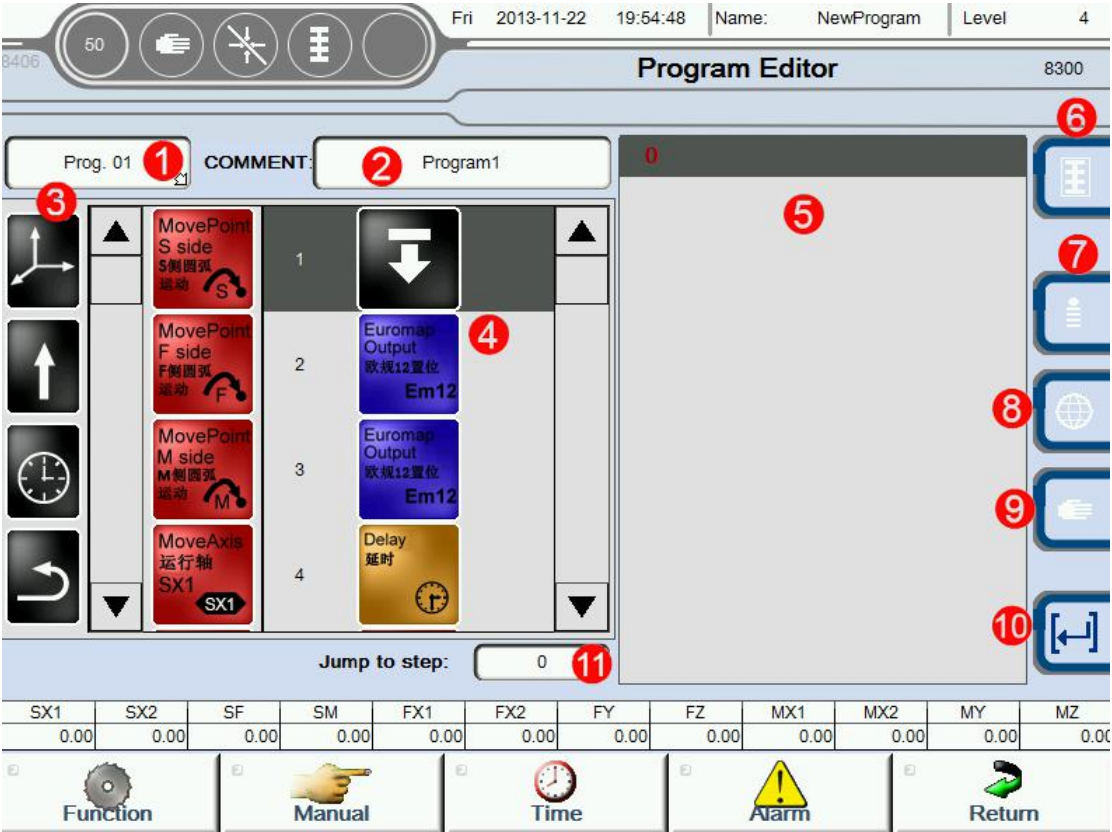 Fri 2013-11-22 19:54:48 Name: NewProgram Level 4
50
8406
Program Editor 8300
6
Prog. 01 1 COMMENT: 2 Program1
0
3
5
7
MovePoint
S side
S侧圆弧
运动
S
1
MovePoint
F side
F侧圆弧
运动
F
2
Euromap
Output
欧规12置位
Em12
4
8
MovePoint
M side
M侧圆弧
运动
M
3
Euromap
Output
欧规12置位
Em12
9
MoveAxis
运行轴
SX1
SX1
4
Delay
延时
10
Jump to step: 0 11
SX1 SX2 SF SM FX1 FX2 FY FZ MX1 MX2 MY MZ
0.00 0.00 0.00 0.00 0.00 0.00 0.00 0.00 0.00 0.00 0.00 0.00
Function Manual Time Alarm Return